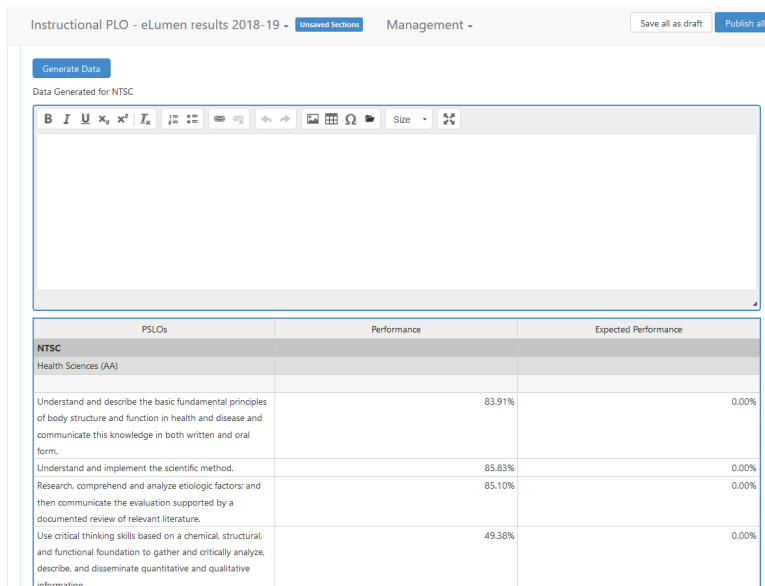 Instructional PLO - eLumen results 2018-19 Unsaved Sections Management Save all as draft Publish all
Generate Data
Data Generated for NTSC
B I U x₂ x² Tx Ω Size
PSLOs Performance Expected Performance
NTSC
Health Sciences (AA)
Understand and describe the basic fundamental principles 83.91% 0.00%
of body structure and function in health and disease and
communicate this knowledge in both written and oral
form.
Understand and implement the scientific method. 85.83% 0.00%
Research, comprehend and analyze etiologic factors; and 85.10% 0.00%
then communicate the evaluation supported by a
documented review of relevant literature.
Use critical thinking skills based on a chemical, structural, 49.38% 0.00%
and functional foundation to gather and critically analyze,
describe, and disseminate quantitative and qualitative
information